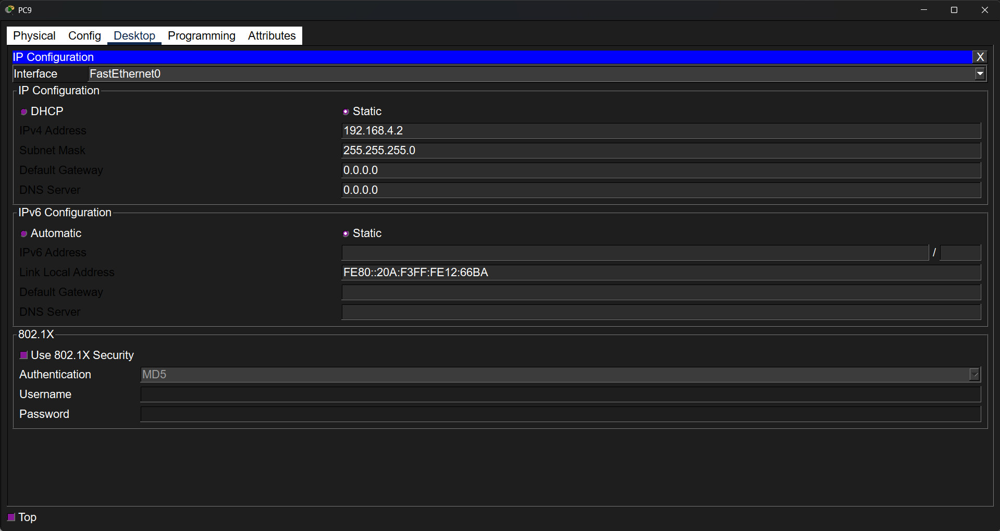 PC9
Physical Config Desktop Programming Attributes
IP Configuration X
Interface FastEthernet0
IP Configuration
DHCP Static
IPv4 Address 192.168.4.2
Subnet Mask 255.255.255.0
Default Gateway 0.0.0.0
DNS Server 0.0.0.0
IPv6 Configuration
Automatic Static
IPv6 Address /
Link Local Address FE80::20A:F3FF:FE12:66BA
Default Gateway
DNS Server
802.1X
Use 802.1X Security
Authentication MD5
Username
Password
Top